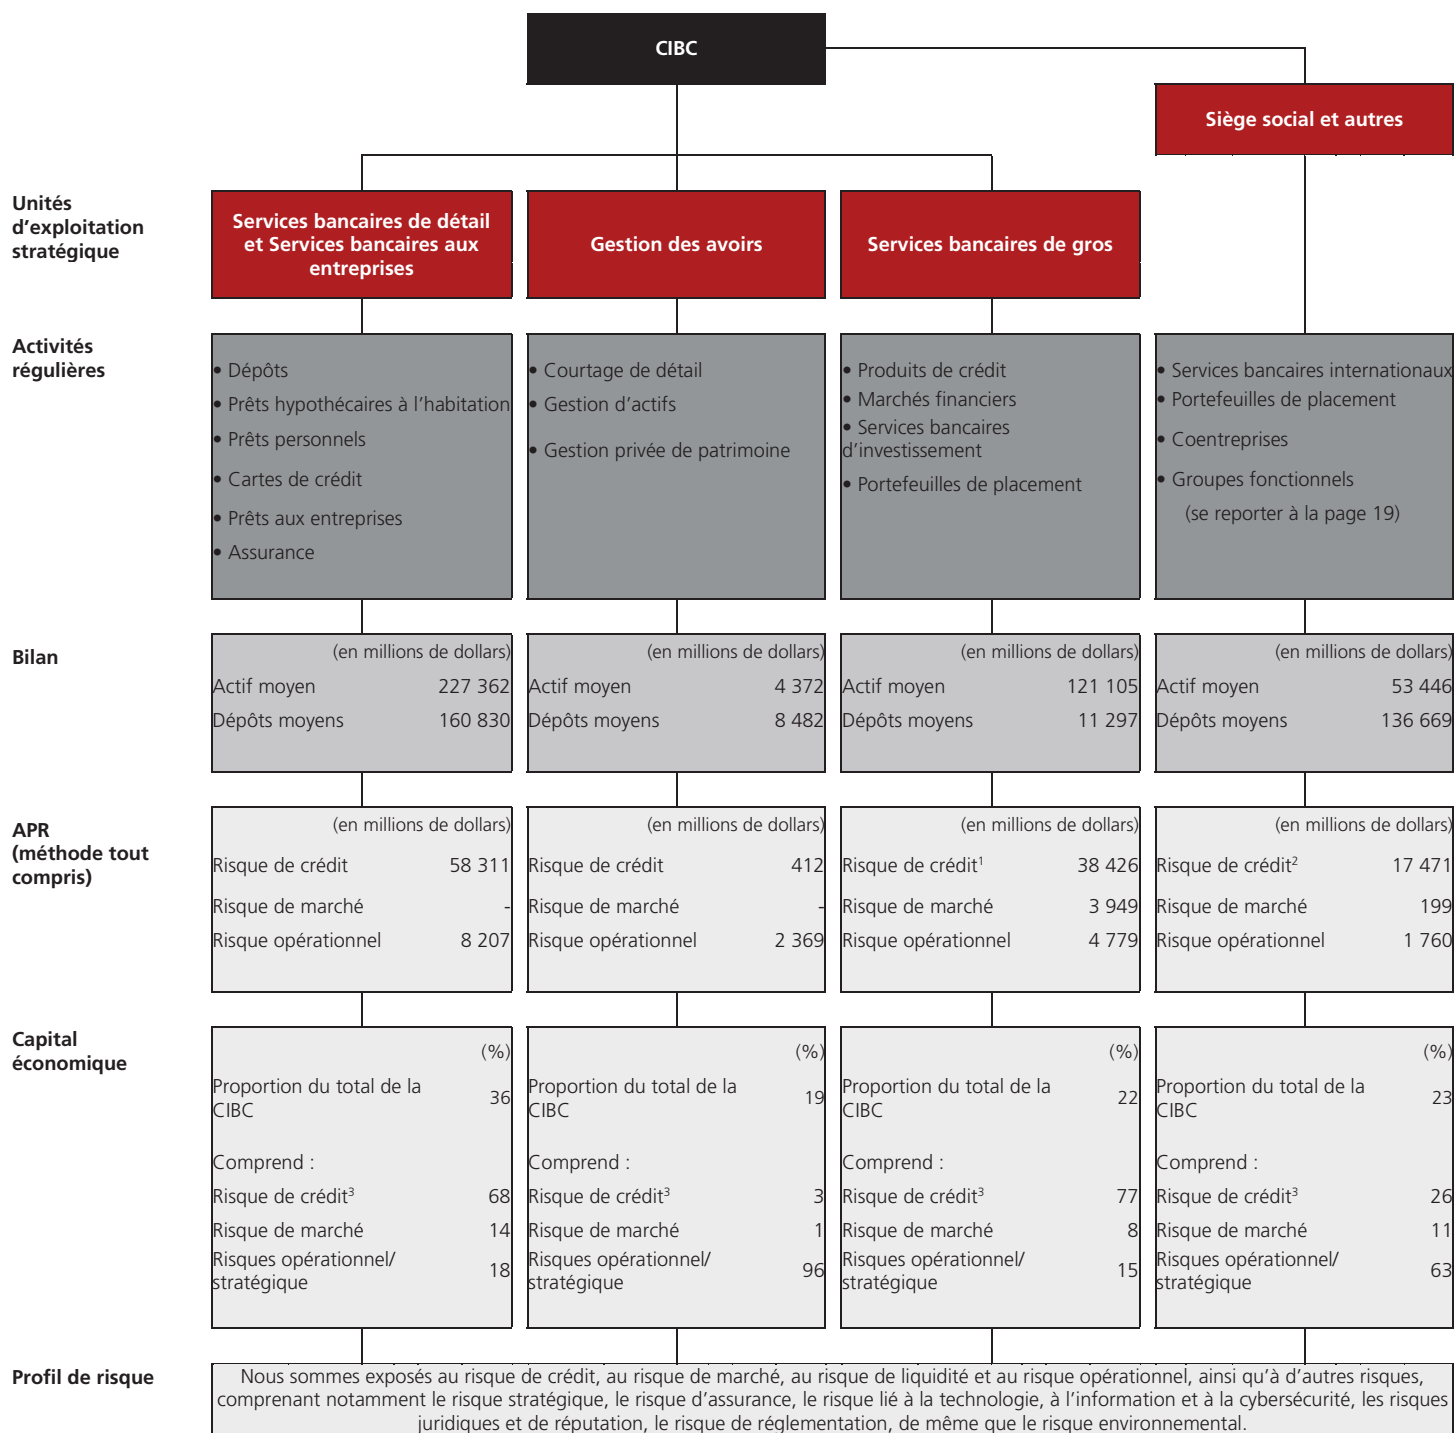 CIBC
Siège social et autres
Unités
d’exploitation
stratégique
Services bancaires de détail
et Services bancaires aux
entreprises
Gestion des avoirs
Services bancaires de gros
Activités
régulières
• Dépôts
• Prêts hypothécaires à l’habitation
• Prêts personnels
• Cartes de crédit
• Prêts aux entreprises
• Assurance
• Courtage de détail
• Gestion d’actifs
• Gestion privée de patrimoine
• Produits de crédit
• Marchés financiers
• Services bancaires
d’investissement
• Portefeuilles de placement
• Services bancaires internationaux
• Portefeuilles de placement
• Coentreprises
• Groupes fonctionnels
(se reporter à la page 19)
Bilan
(en millions de dollars)
Actif moyen 227 362
Dépôts moyens 160 830
(en millions de dollars)
Actif moyen 4 372
Dépôts moyens 8 482
(en millions de dollars)
Actif moyen 121 105
Dépôts moyens 11 297
(en millions de dollars)
Actif moyen 53 446
Dépôts moyens 136 669
APR
(méthode tout
compris)
(en millions de dollars)
Risque de crédit 58 311
Risque de marché -
Risque opérationnel 8 207
(en millions de dollars)
Risque de crédit 412
Risque de marché -
Risque opérationnel 2 369
(en millions de dollars)
Risque de crédit¹ 38 426
Risque de marché 3 949
Risque opérationnel 4 779
(en millions de dollars)
Risque de crédit² 17 471
Risque de marché 199
Risque opérationnel 1 760
Capital
économique
(%)
Proportion du total de la
CIBC 36
Comprend :
Risque de crédit³ 68
Risque de marché 14
Risques opérationnel/
stratégique 18
(%)
Proportion du total de la
CIBC 19
Comprend :
Risque de crédit³ 3
Risque de marché 1
Risques opérationnel/
stratégique 96
(%)
Proportion du total de la
CIBC 22
Comprend :
Risque de crédit³ 77
Risque de marché 8
Risques opérationnel/
stratégique 15
(%)
Proportion du total de la
CIBC 23
Comprend :
Risque de crédit³ 26
Risque de marché 11
Risques opérationnel/
stratégique 63
Profil de risque
Nous sommes exposés au risque de crédit, au risque de marché, au risque de liquidité et au risque opérationnel, ainsi qu’à d’autres risques,
comprenant notamment le risque stratégique, le risque d’assurance, le risque lié à la technologie, à l’information et à la cybersécurité, les risques
juridiques et de réputation, le risque de réglementation, de même que le risque environnemental.